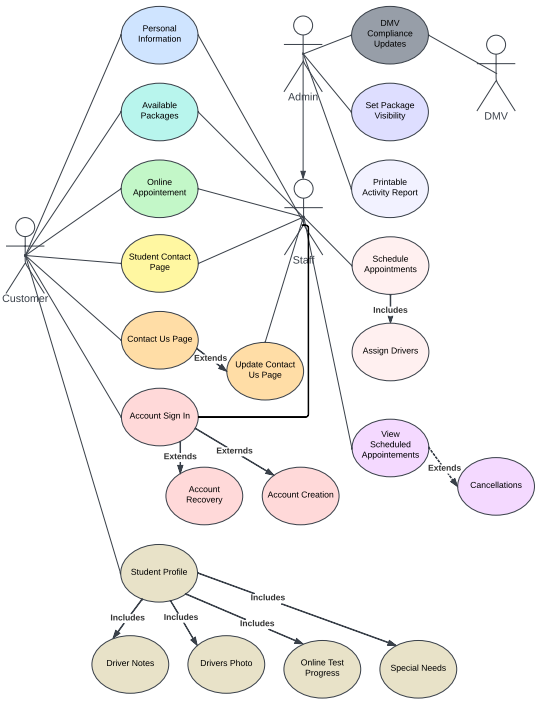 Personal
Information
DMV
Compliance
Updates
Admin
DMV
Available
Packages
Set Package
Visibility
Online
Appointement
Printable
Activity Report
Student Contact
Page
Staff
Schedule
Appointments
Customer
Includes
Contact Us Page
Extends
Update Contact
Us Page
Assign Drivers
Account Sign In
Extends
Exterends
View
Scheduled
Appointements
Extends
Account
Recovery
Account Creation
Cancellations
Student Profile
Includes
Includes
Includes
Includes
Driver Notes
Drivers Photo
Online Test
Progress
Special Needs